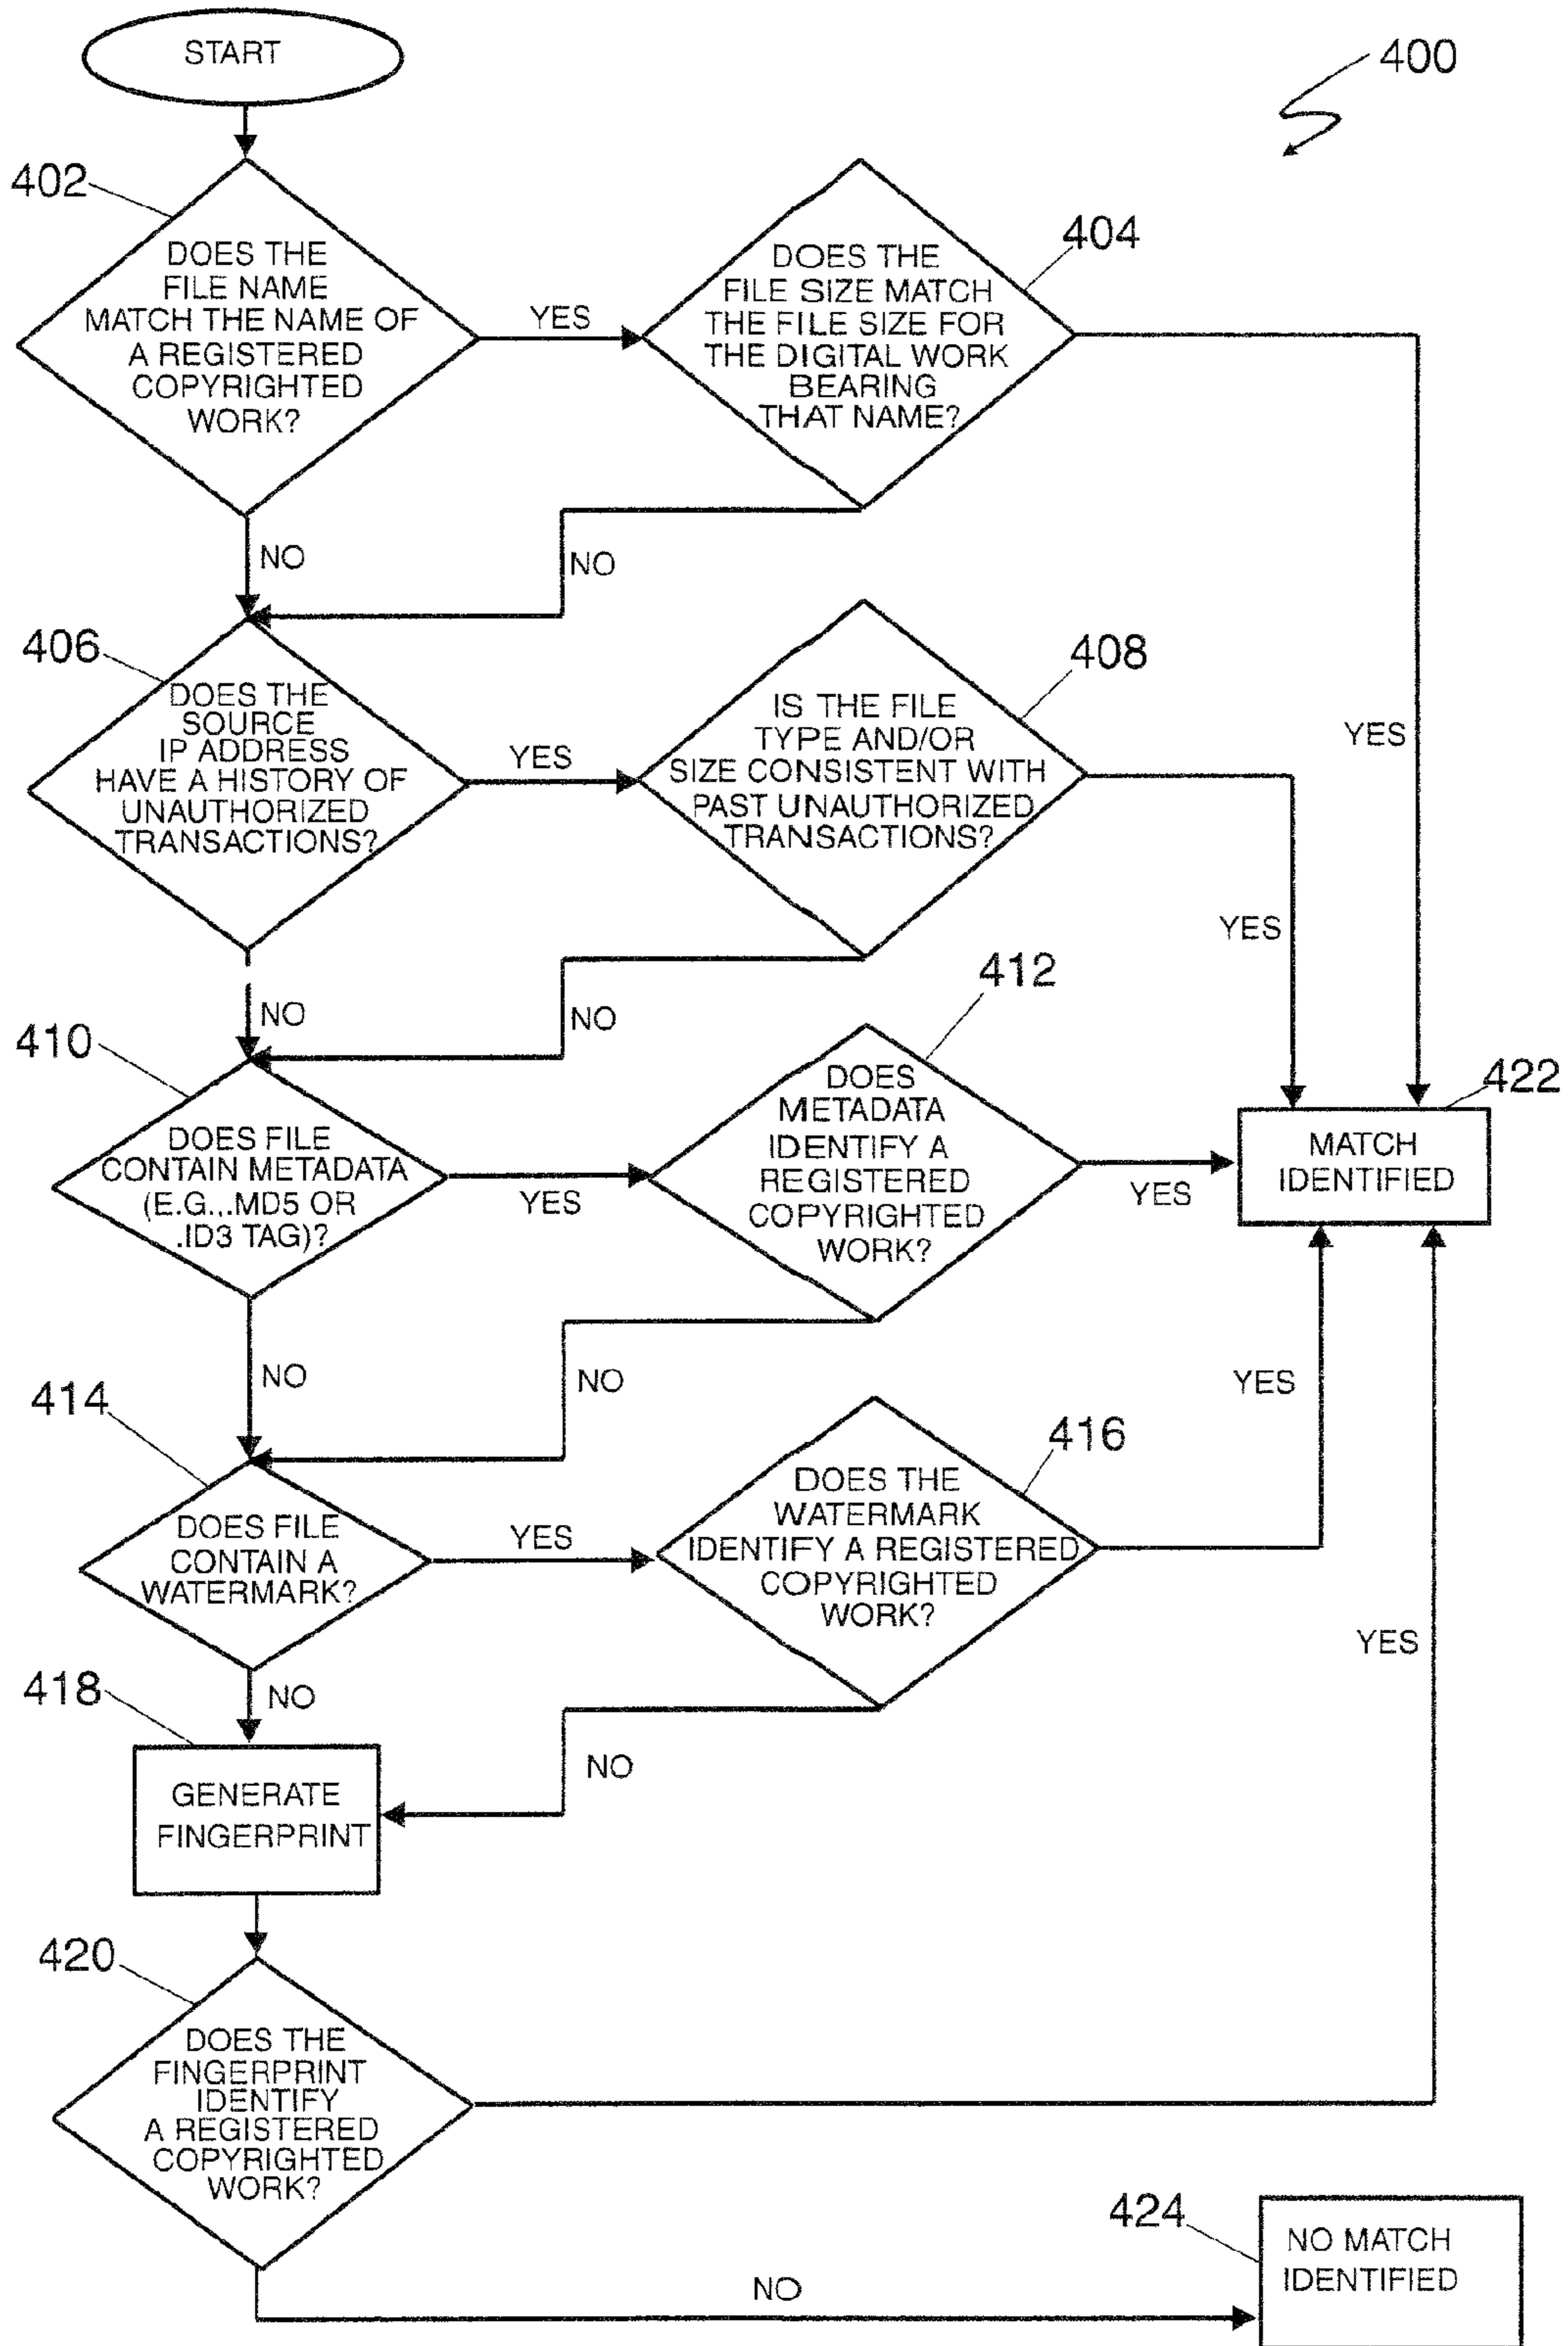 START
400
402
DOES THE
FILE NAME
MATCH THE NAME OF
A REGISTERED
COPYRIGHTED
WORK?
YES
404
DOES THE
FILE SIZE MATCH
THE FILE SIZE FOR
THE DIGITAL WORK
BEARING
THAT NAME?
NO
NO
YES
406
DOES THE
SOURCE
IP ADDRESS
HAVE A HISTORY OF
UNAUTHORIZED
TRANSACTIONS?
YES
408
IS THE FILE
TYPE AND/OR
SIZE CONSISTENT WITH
PAST UNAUTHORIZED
TRANSACTIONS?
YES
NO
NO
410
DOES FILE
CONTAIN METADATA
(E.G.,.MD5 OR
.ID3 TAG)?
YES
412
DOES
METADATA
IDENTIFY A
REGISTERED
COPYRIGHTED
WORK?
YES
422
MATCH
IDENTIFIED
NO
NO
414
DOES FILE
CONTAIN A
WATERMARK?
YES
416
DOES THE
WATERMARK
IDENTIFY A REGISTERED
COPYRIGHTED
WORK?
YES
NO
NO
418
GENERATE
FINGERPRINT
420
DOES THE
FINGERPRINT
IDENTIFY
A REGISTERED
COPYRIGHTED
WORK?
YES
NO
424
NO MATCH
IDENTIFIED